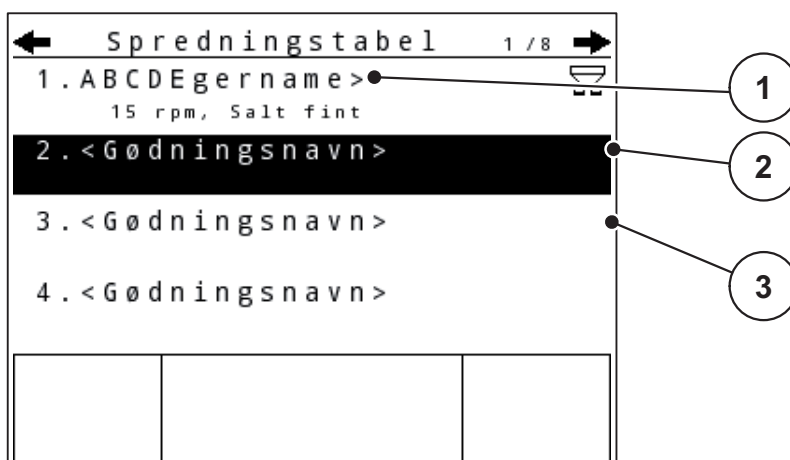 Spredningstabel 1/8
1.ABCDEgername>
15 rpm, Salt fint
2.<Gødningsnavn>
3.<Gødningsnavn>
4.<Gødningsnavn>
1
2
3